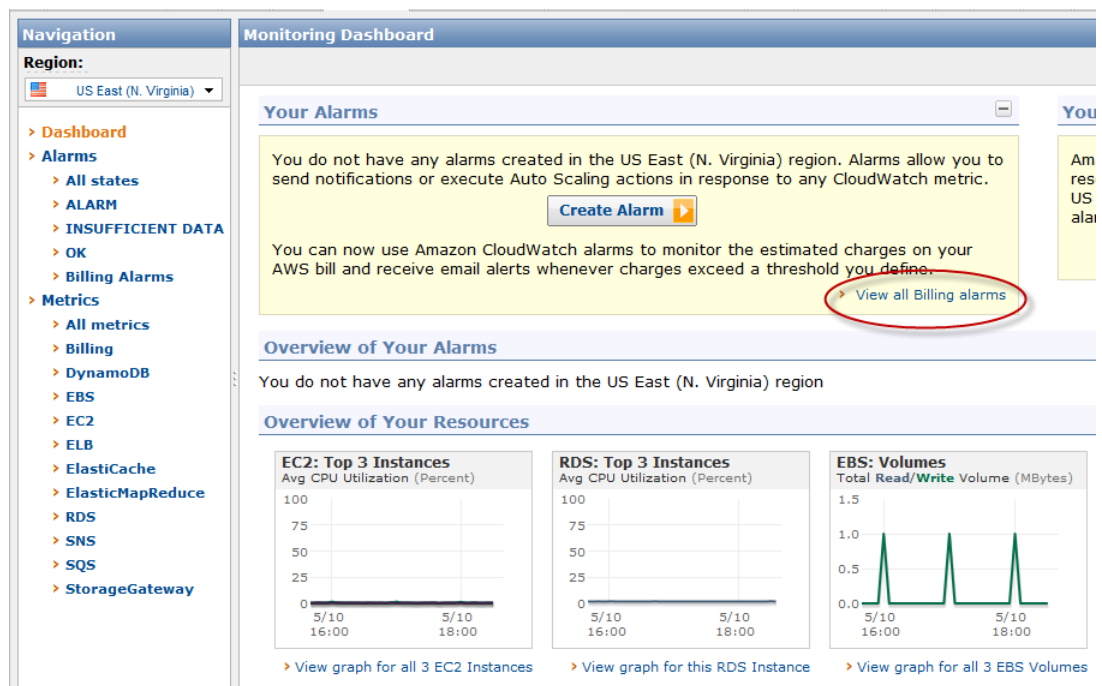 Navigation
Region:
US East (N. Virginia)
Dashboard
Alarms
All states
ALARM
INSUFFICIENT DATA
OK
Billing Alarms
Metrics
All metrics
Billing
DynamoDB
EBS
EC2
ELB
ElastiCache
ElasticMapReduce
RDS
SNS
SQS
StorageGateway
Monitoring Dashboard
Your Alarms
You do not have any alarms created in the US East (N. Virginia) region. Alarms allow you to
send notifications or execute Auto Scaling actions in response to any CloudWatch metric.
Create Alarm
You can now use Amazon CloudWatch alarms to monitor the estimated charges on your
AWS bill and receive email alerts whenever charges exceed a threshold you define.
View all Billing alarms
You
Am
res
US
alar
Overview of Your Alarms
You do not have any alarms created in the US East (N. Virginia) region
Overview of Your Resources
EC2: Top 3 Instances
Avg CPU Utilization (Percent)
100
75
50
25
0
5/10 5/10
16:00 18:00
View graph for all 3 EC2 Instances
RDS: Top 3 Instances
Avg CPU Utilization (Percent)
100
75
50
25
0
5/10 5/10
16:00 18:00
View graph for this RDS Instance
EBS: Volumes
Total Read/Write Volume (MBytes)
1.5
1.0
0.5
0.0
5/10 5/10
16:00 18:00
View graph for all 3 EBS Volumes